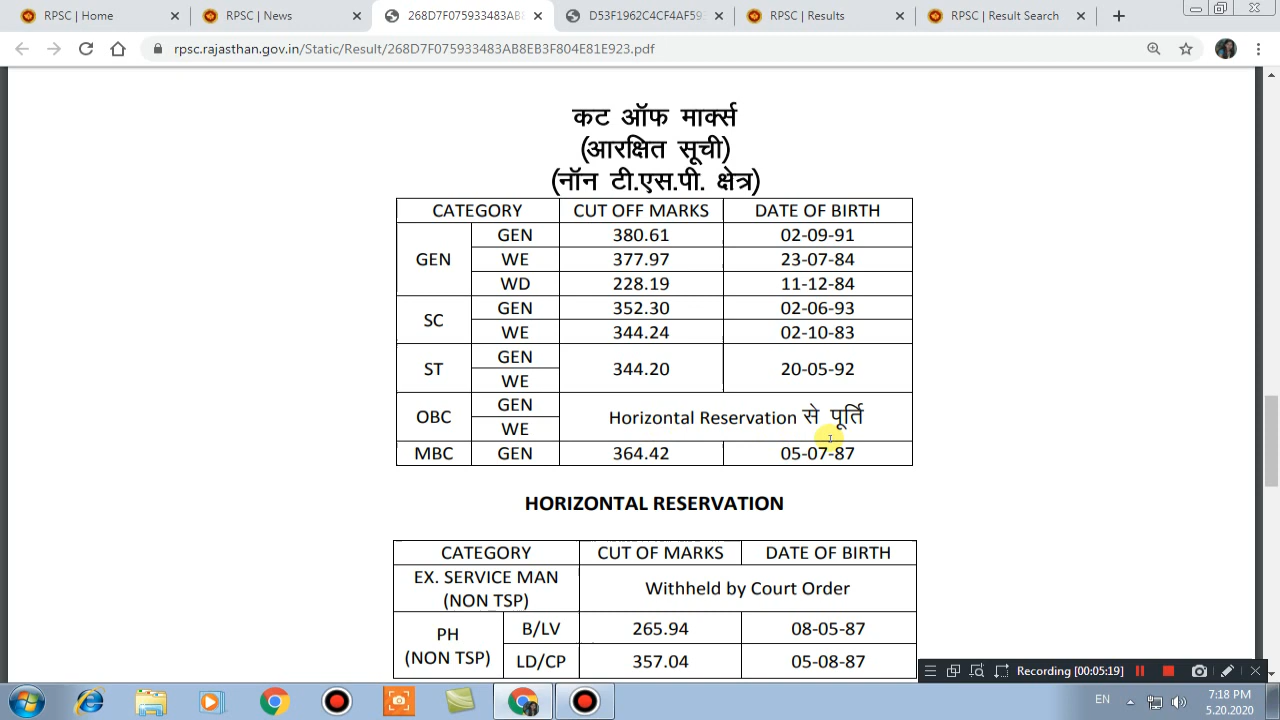 RPSC | Home
RPSC | News
268D7F075933483AB8
D53F1962C4CF4AF59
RPSC | Results
RPSC | Result Search
rpsc.rajasthan.gov.in/Static/Result/268D7F075933483AB8EB3F804E81E923.pdf
कट ऑफ मार्क्स
(आरक्षित सूची)
(नॉन टी.एस.पी. क्षेत्र)
CATEGORY CUT OFF MARKS DATE OF BIRTH
GEN GEN 380.61 02-09-91
WE 377.97 23-07-84
WD 228.19 11-12-84
SC GEN 352.30 02-06-93
WE 344.24 02-10-83
ST GEN 344.20 20-05-92
WE
OBC GEN Horizontal Reservation से पूर्ति
WE
MBC GEN 364.42 05-07-87
HORIZONTAL RESERVATION
CATEGORY CUT OF MARKS DATE OF BIRTH
EX. SERVICE MAN
(NON TSP) Withheld by Court Order
PH
(NON TSP) B/LV 265.94 08-05-87
LD/CP 357.04 05-08-87
Recording [00:05:19]
EN
7:18 PM
5.20.2020